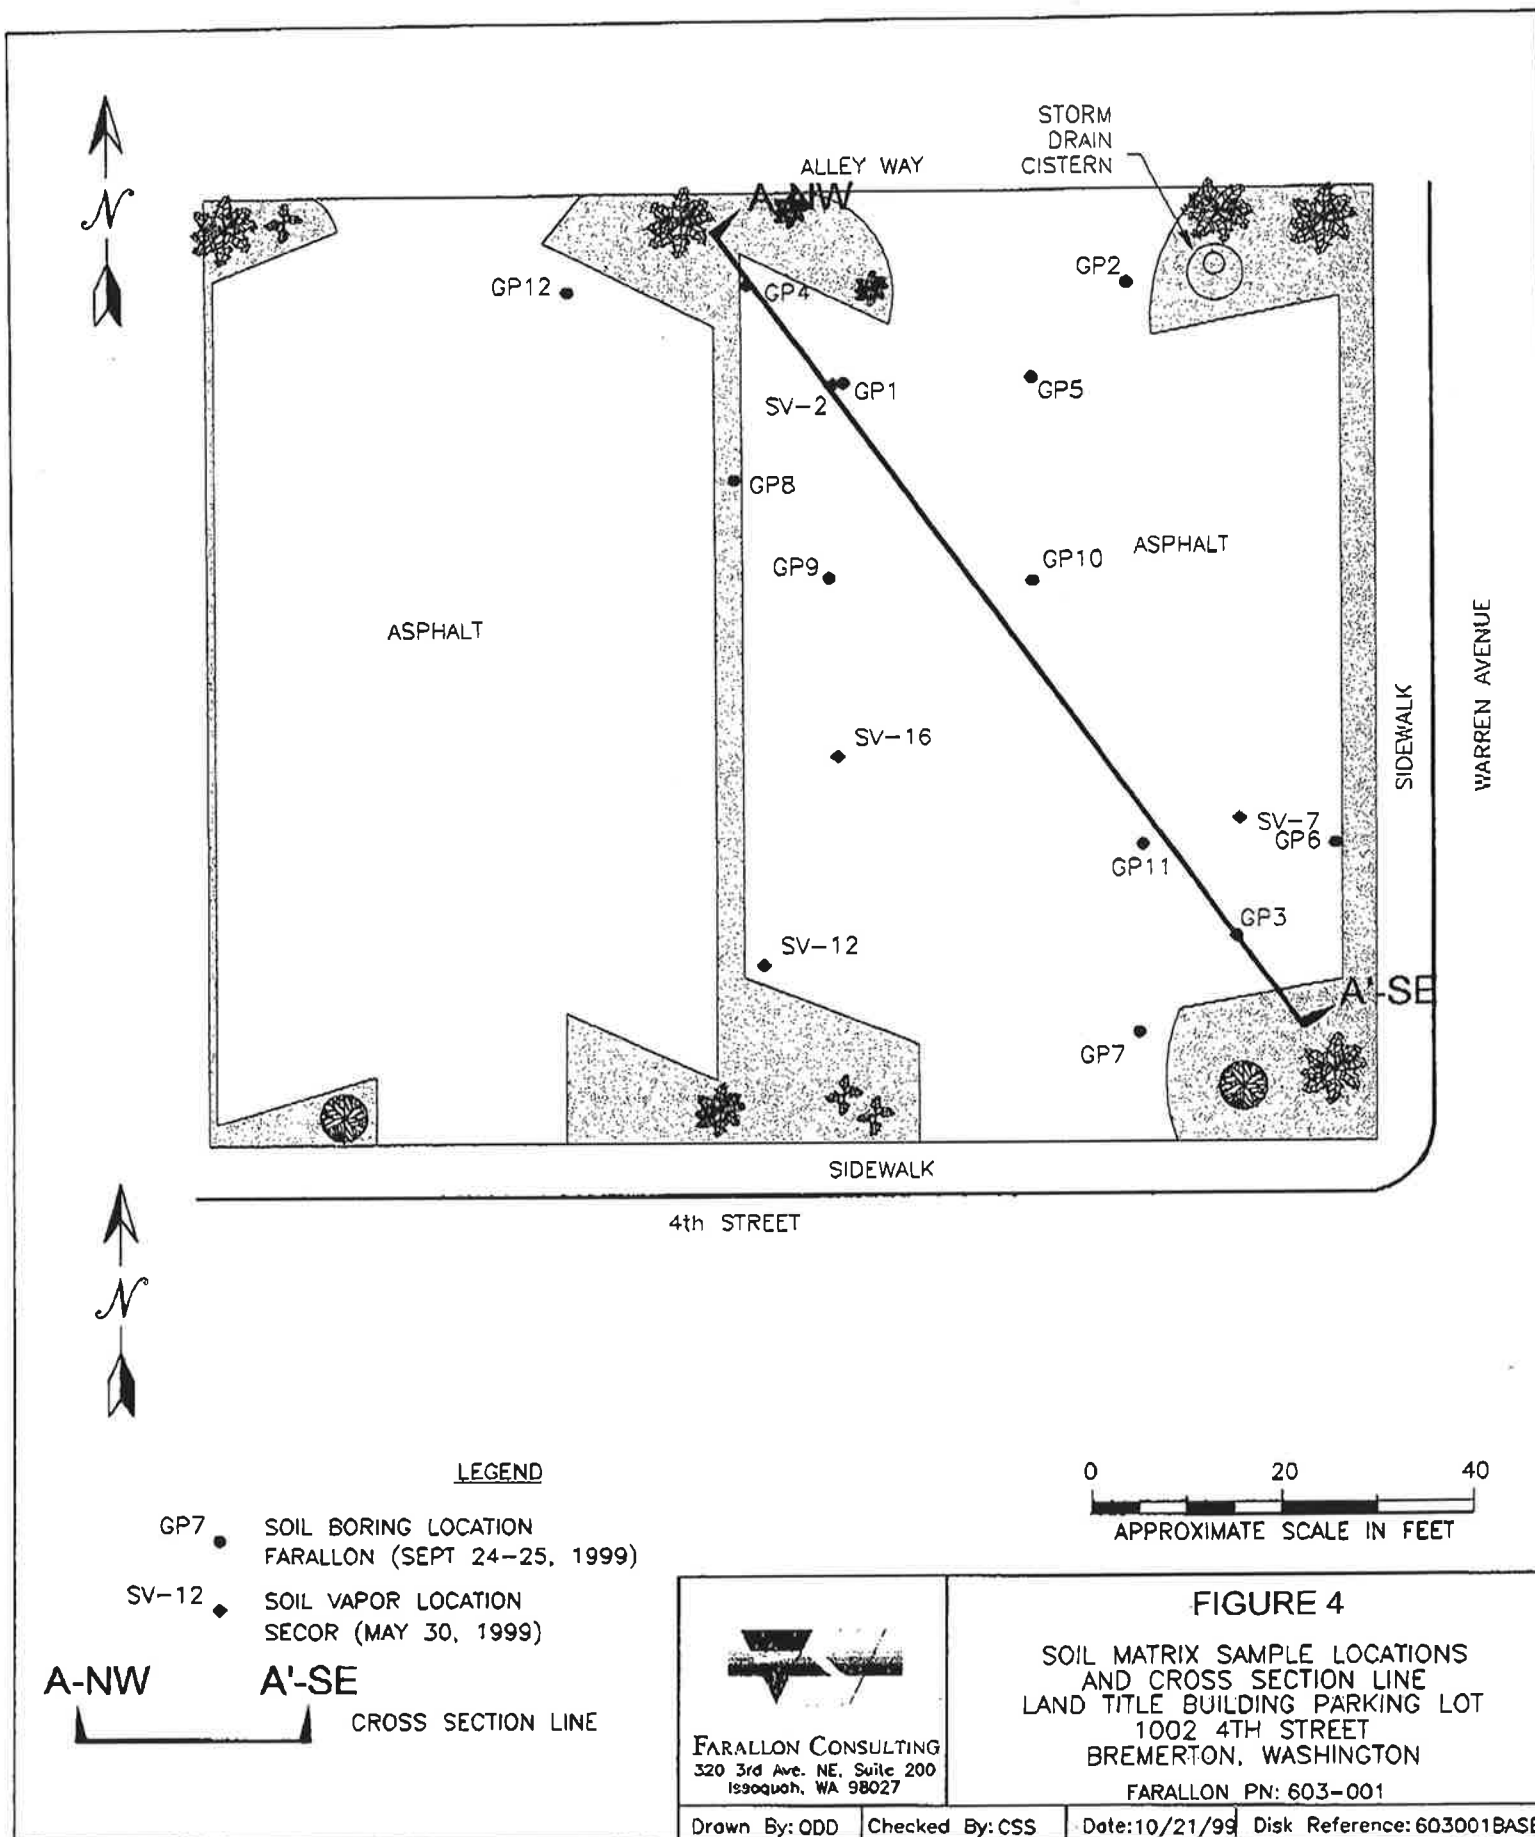 STORM
DRAIN
CISTERN
ALLEY WAY
A-NW
N
GP2
GP12
GP4
GP1
SV-2
GP5
GP8
GP9
GP10
ASPHALT
ASPHALT
SV-16
SIDEWALK
WARREN AVENUE
SV-7
GP6
GP11
GP3
SV-12
A'-SE
GP7
SIDEWALK
4th STREET
N
LEGEND
GP7 SOIL BORING LOCATION
FARALLON (SEPT 24-25, 1999)
SV-12 SOIL VAPOR LOCATION
SECOR (MAY 30, 1999)
A-NW A'-SE
CROSS SECTION LINE
0 20 40
APPROXIMATE SCALE IN FEET
FARALLON CONSULTING
320 3rd Ave. NE, Suite 200
Issaquah, WA 98027
FIGURE 4
SOIL MATRIX SAMPLE LOCATIONS
AND CROSS SECTION LINE
LAND TITLE BUILDING PARKING LOT
1002 4TH STREET
BREMERTON, WASHINGTON
FARALLON PN: 603-001
Drawn By: ODD Checked By: CSS Date: 10/21/99 Disk Reference: 603001BASE